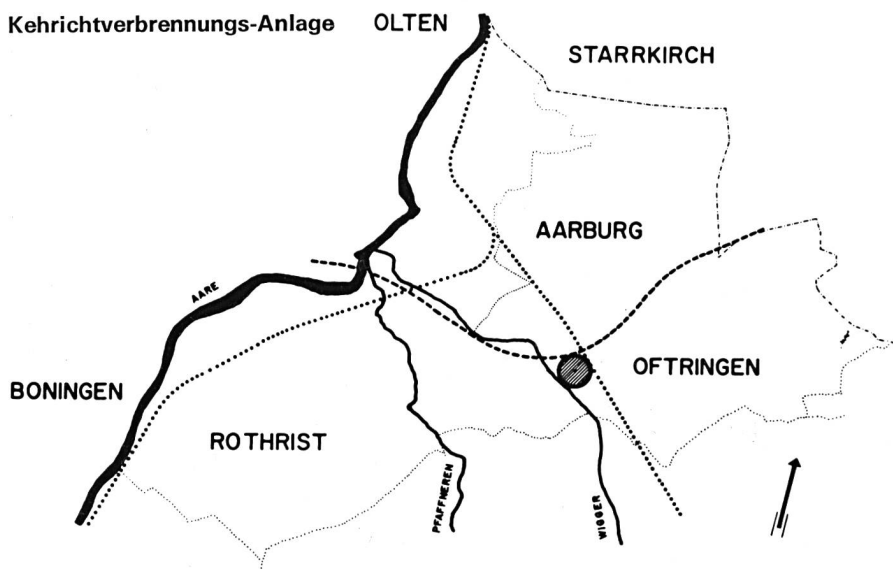 Kehrichtverbrennungs-Anlage
OLTEN
STARRKIRCH
AARBURG
AARE
OFTRINGEN
BONINGEN
ROTHRIST
PFAFFNEREN
WIGGER